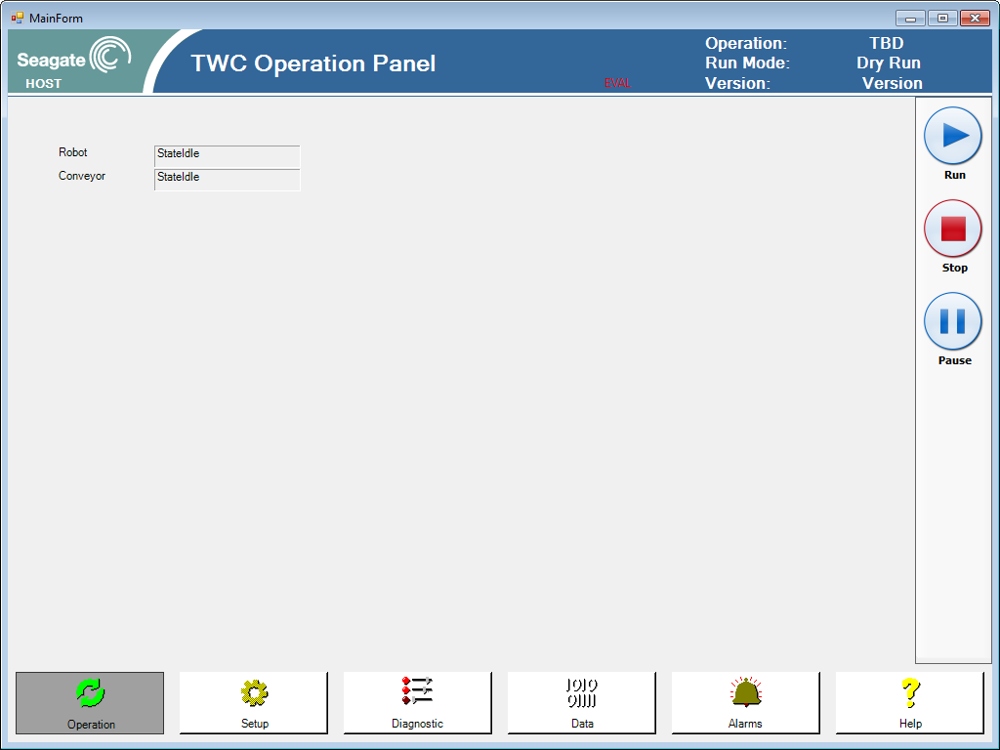 MainForm
Seagate
HOST
TWC Operation Panel
EVAL
Operation: TBD
Run Mode: Dry Run
Version: Version
Robot StateIdle
Conveyor StateIdle
Run
Stop
Pause
Operation
Setup
Diagnostic
1010
01111
Data
Alarms
?
Help